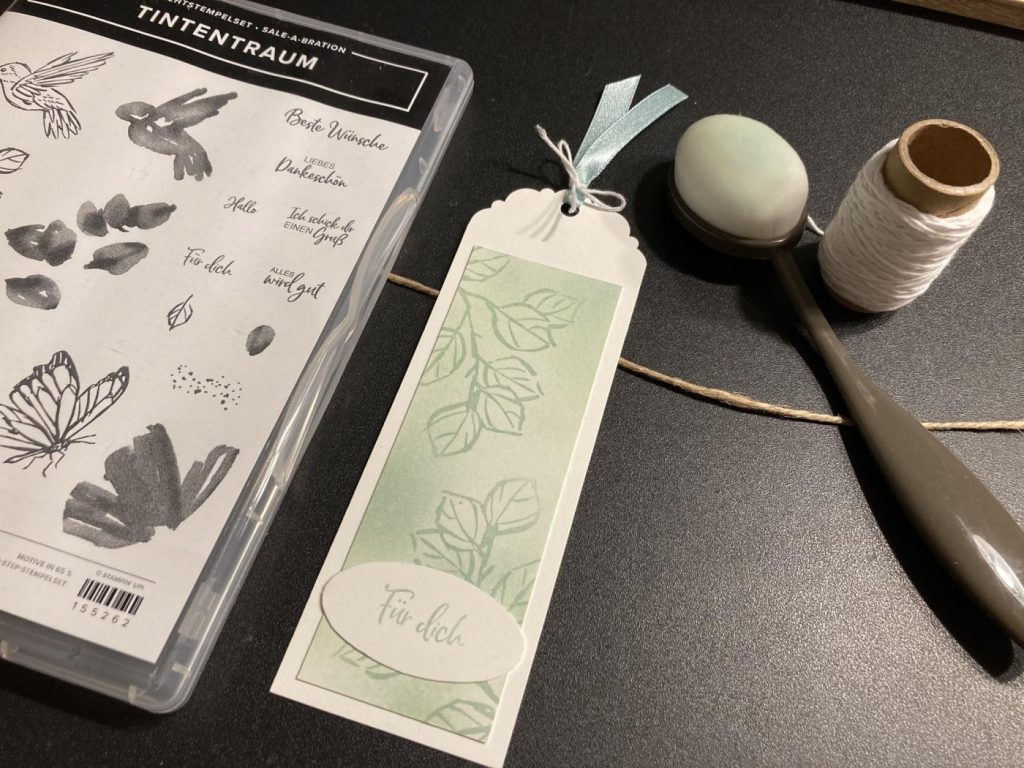 HTSTEMPELSET • SALE-A-BRATION
TINTENTRAUM
Beste Wünsche
LIEBES
Dankeschön
Hallo
Ich schick dir
EINEN Gruß
Für dich
ALLES
wird gut
MOTIVE IN 65 %
STEP-STEMPELSET
© STAMPIN' UP!
155262
Für dich